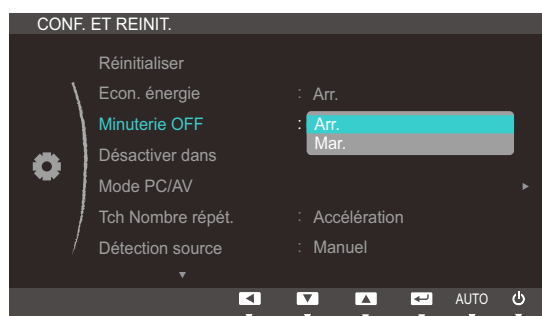 CONF. ET REINIT.
Réinitialiser
Econ. énergie : Arr.
Minuterie OFF : Arr.
Mar.
Désactiver dans
Mode PC/AV
Tch Nombre répét. : Accélération
Détection source : Manuel
AUTO